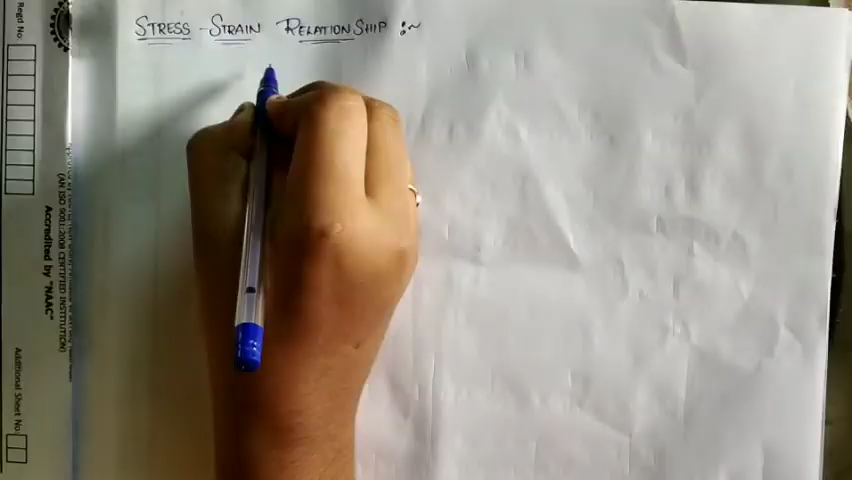 STRESS - STRAIN RELATIONSHIP :~
Regd No:
(AN ISO 9001:2008 CERTIFIED INSTITUTION)
Accredited by "NAAC"
Additional Sheet No.